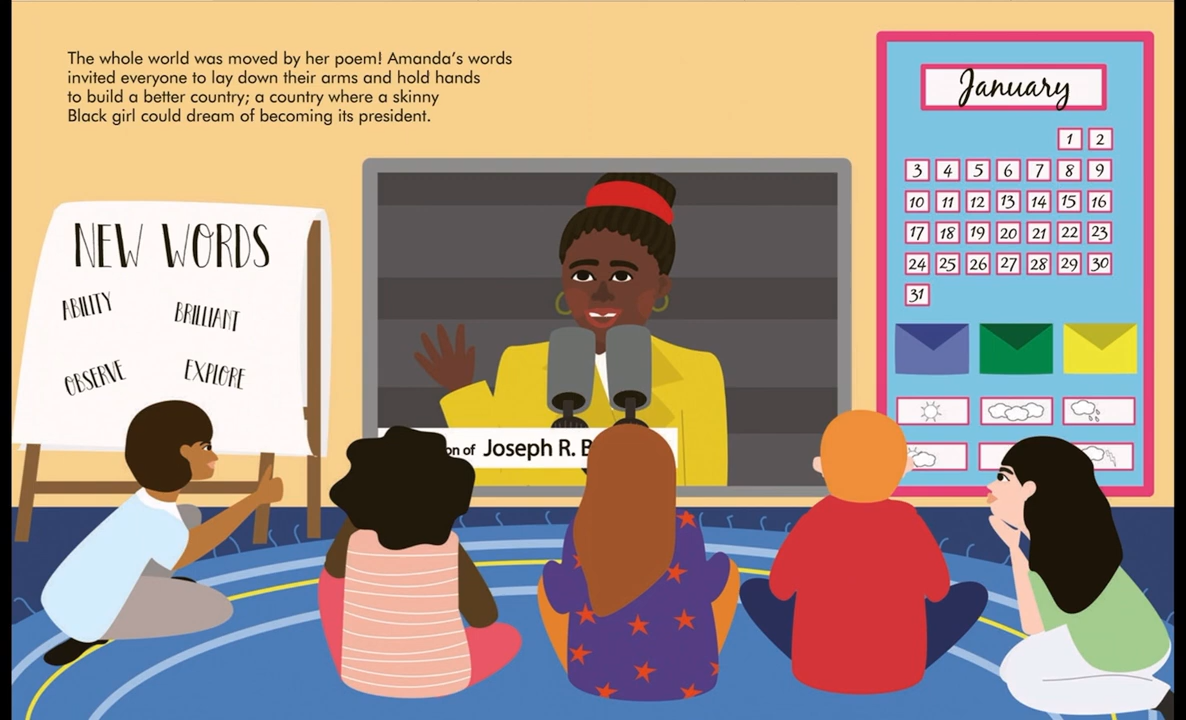 The whole world was moved by her poem! Amanda's words
invited everyone to lay down their arms and hold hands
to build a better country; a country where a skinny
Black girl could dream of becoming its president.
NEW WORDS
ABILITY BRILLIANT
OBSERVE EXPLORE
on of Joseph R. B
January
1 2
3 4 5 6 7 8 9
10 11 12 13 14 15 16
17 18 19 20 21 22 23
24 25 26 27 28 29 30
31